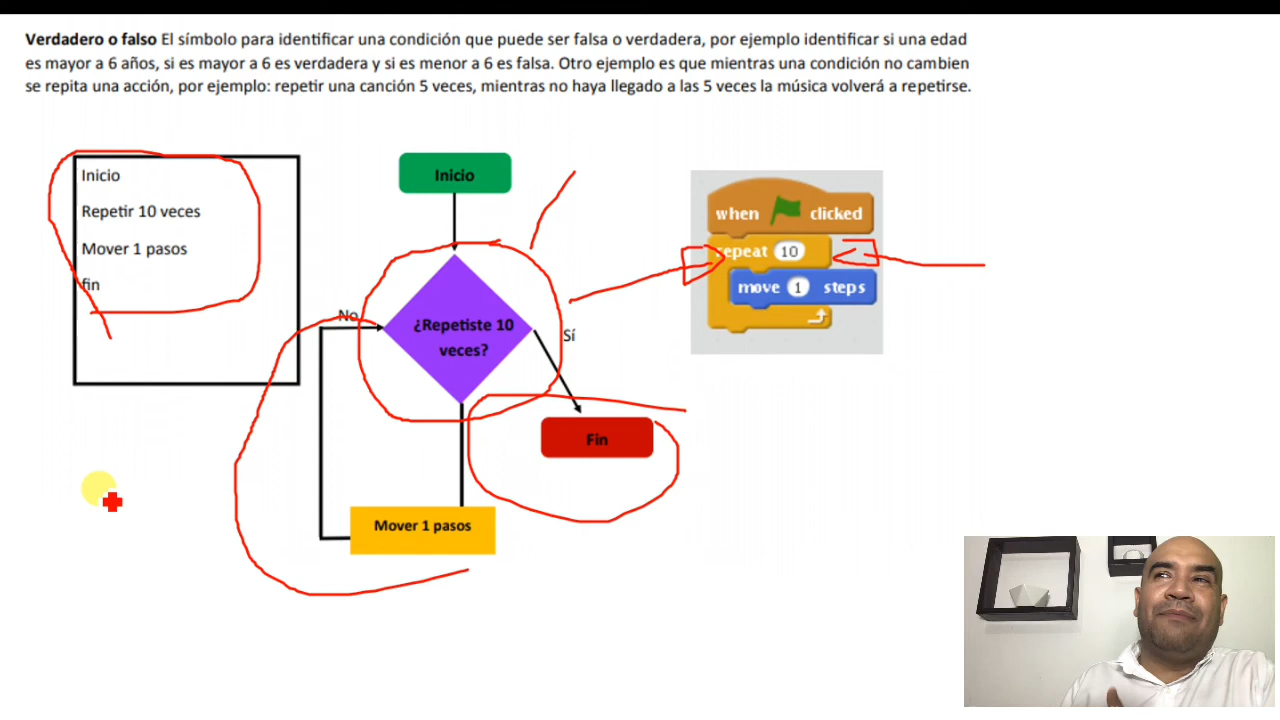 Verdadero o falso El símbolo para identificar una condición que puede ser falsa o verdadera, por ejemplo identificar si una edad
es mayor a 6 años, si es mayor a 6 es verdadera y si es menor a 6 es falsa. Otro ejemplo es que mientras una condición no cambien
se repita una acción, por ejemplo: repetir una canción 5 veces, mientras no haya llegado a las 5 veces la música volverá a repetirse.
Inicio
Repetir 10 veces
Mover 1 pasos
fin
Inicio
No
¿Repetiste 10
veces?
Sí
Fin
Mover 1 pasos
when clicked
repeat 10
move 1 steps